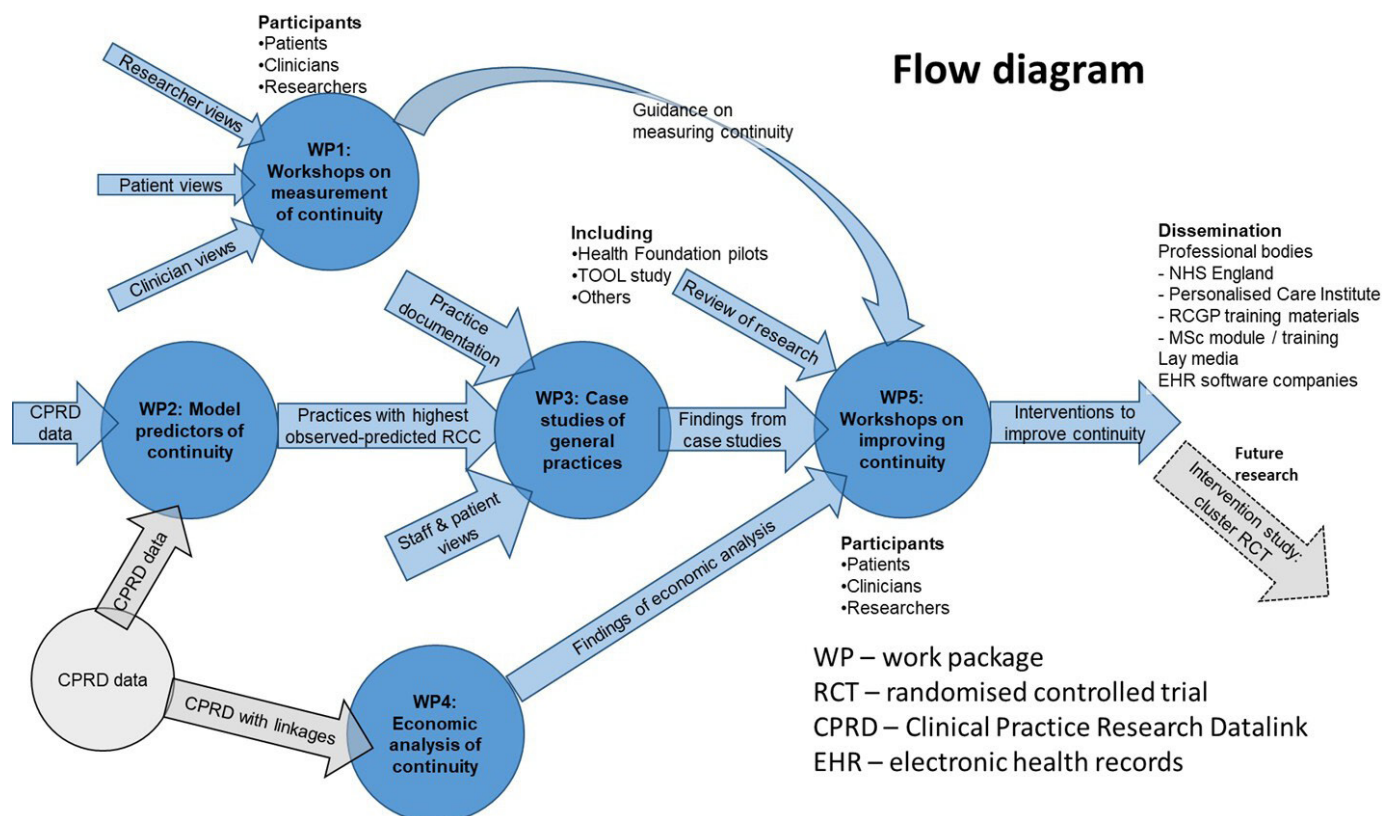 Flow diagram
Participants
•Patients
•Clinicians
•Researchers
Researcher views
Patient views
Clinician views
WP1:
Workshops on
measurement
of continuity
Guidance on
measuring continuity
Including
•Health Foundation pilots
•TOOL study
•Others
Review of research
Practice
documentation
CPRD
data
WP2: Model
predictors of
continuity
Practices with highest
observed-predicted RCC
WP3: Case
studies of
general
practices
Staff & patient
views
Findings from
case studies
WP5:
Workshops on
improving
continuity
Participants
•Patients
•Clinicians
•Researchers
Interventions to
improve continuity
Dissemination
Professional bodies
- NHS England
- Personalised Care Institute
- RCGP training materials
- MSc module / training
Lay media
EHR software companies
Future
research
Intervention study:
cluster RCT
CPRD data
CPRD data
CPRD with linkages
WP4:
Economic
analysis of
continuity
Findings of economic analysis
WP – work package
RCT – randomised controlled trial
CPRD – Clinical Practice Research Datalink
EHR – electronic health records